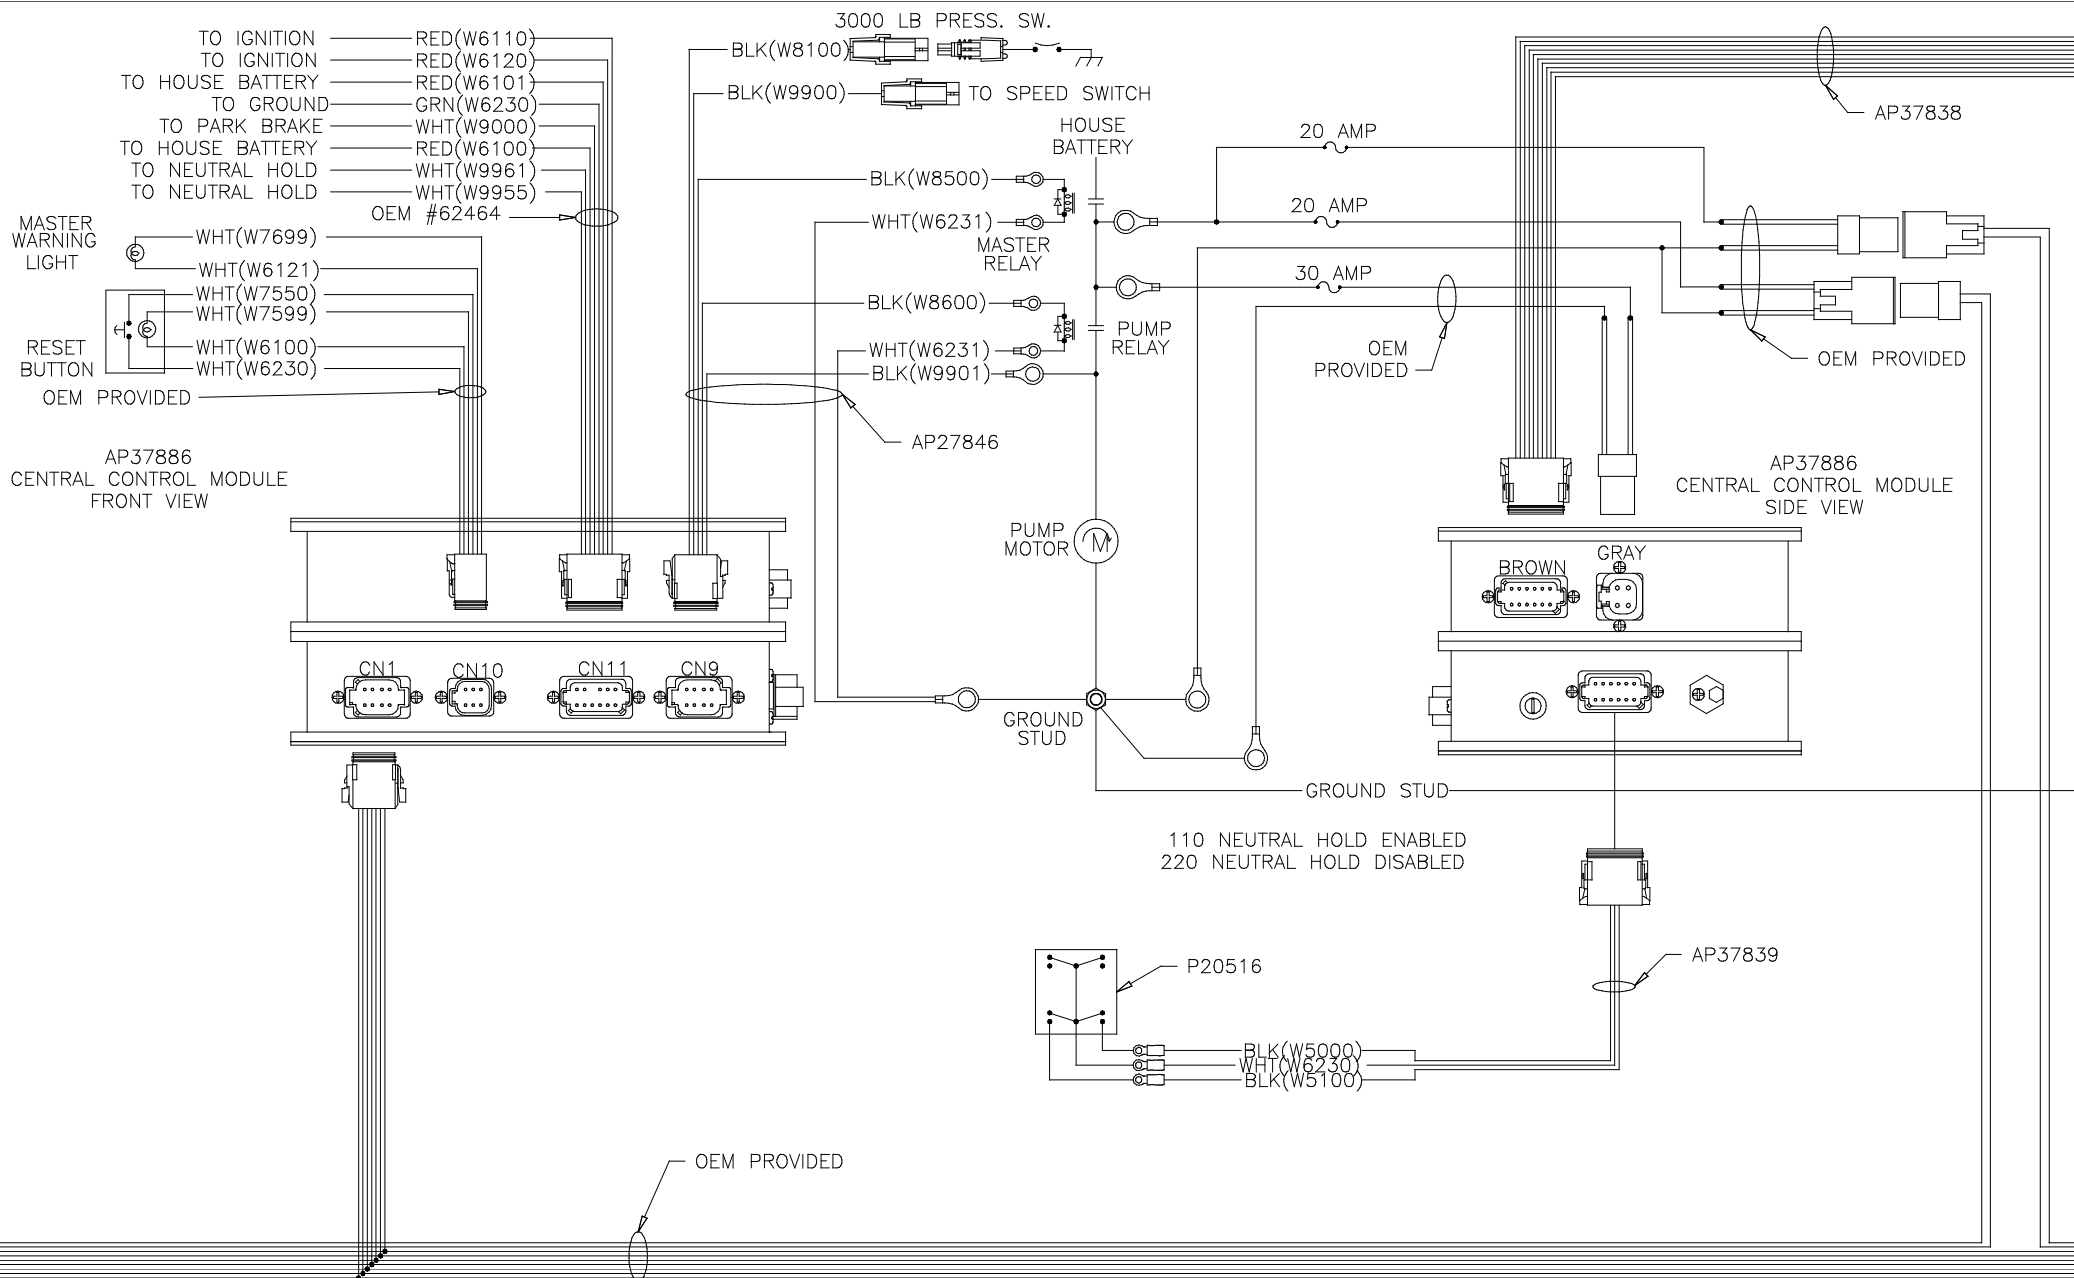 3000 LB PRESS. SW.
TO IGNITION RED(W6110)
TO IGNITION RED(W6120)
TO HOUSE BATTERY RED(W6101)
TO GROUND GRN(W6230)
TO PARK BRAKE WHT(W9000)
TO HOUSE BATTERY RED(W6100)
TO NEUTRAL HOLD WHT(W9961)
TO NEUTRAL HOLD WHT(W9955)
OEM #62464
BLK(W8100)
BLK(W9900) TO SPEED SWITCH
MASTER
WARNING
LIGHT
WHT(W7699)
WHT(W6121)
WHT(W7550)
WHT(W7599)
RESET
BUTTON
WHT(W6100)
WHT(W6230)
OEM PROVIDED
HOUSE
BATTERY
BLK(W8500)
WHT(W6231)
MASTER
RELAY
BLK(W8600)
PUMP
RELAY
WHT(W6231)
BLK(W9901)
AP27846
20 AMP
20 AMP
30 AMP
AP37838
OEM
PROVIDED
OEM PROVIDED
AP37886
CENTRAL CONTROL MODULE
FRONT VIEW
AP37886
CENTRAL CONTROL MODULE
SIDE VIEW
PUMP
MOTOR
M
BROWN
GRAY
CN1
CN10
CN11
CN9
GROUND
STUD
GROUND STUD
110 NEUTRAL HOLD ENABLED
220 NEUTRAL HOLD DISABLED
P20516
AP37839
BLK(W5000)
WHT(W6230)
BLK(W5100)
OEM PROVIDED